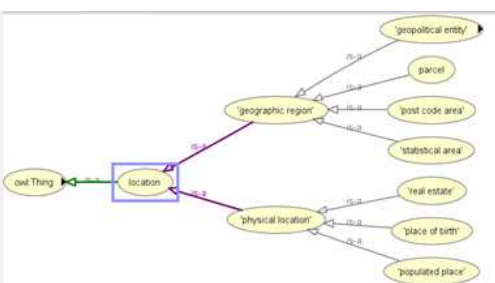 'geopolitical entity'
is-a
parcel
is-a
'geographic region'
is-a
'post code area'
is-a
'statistical area'
is-a
owl:Thing
is-a
location
'real estate'
is-a
is-a
'physical location'
is-a
'place of birth'
is-a
'populated place'